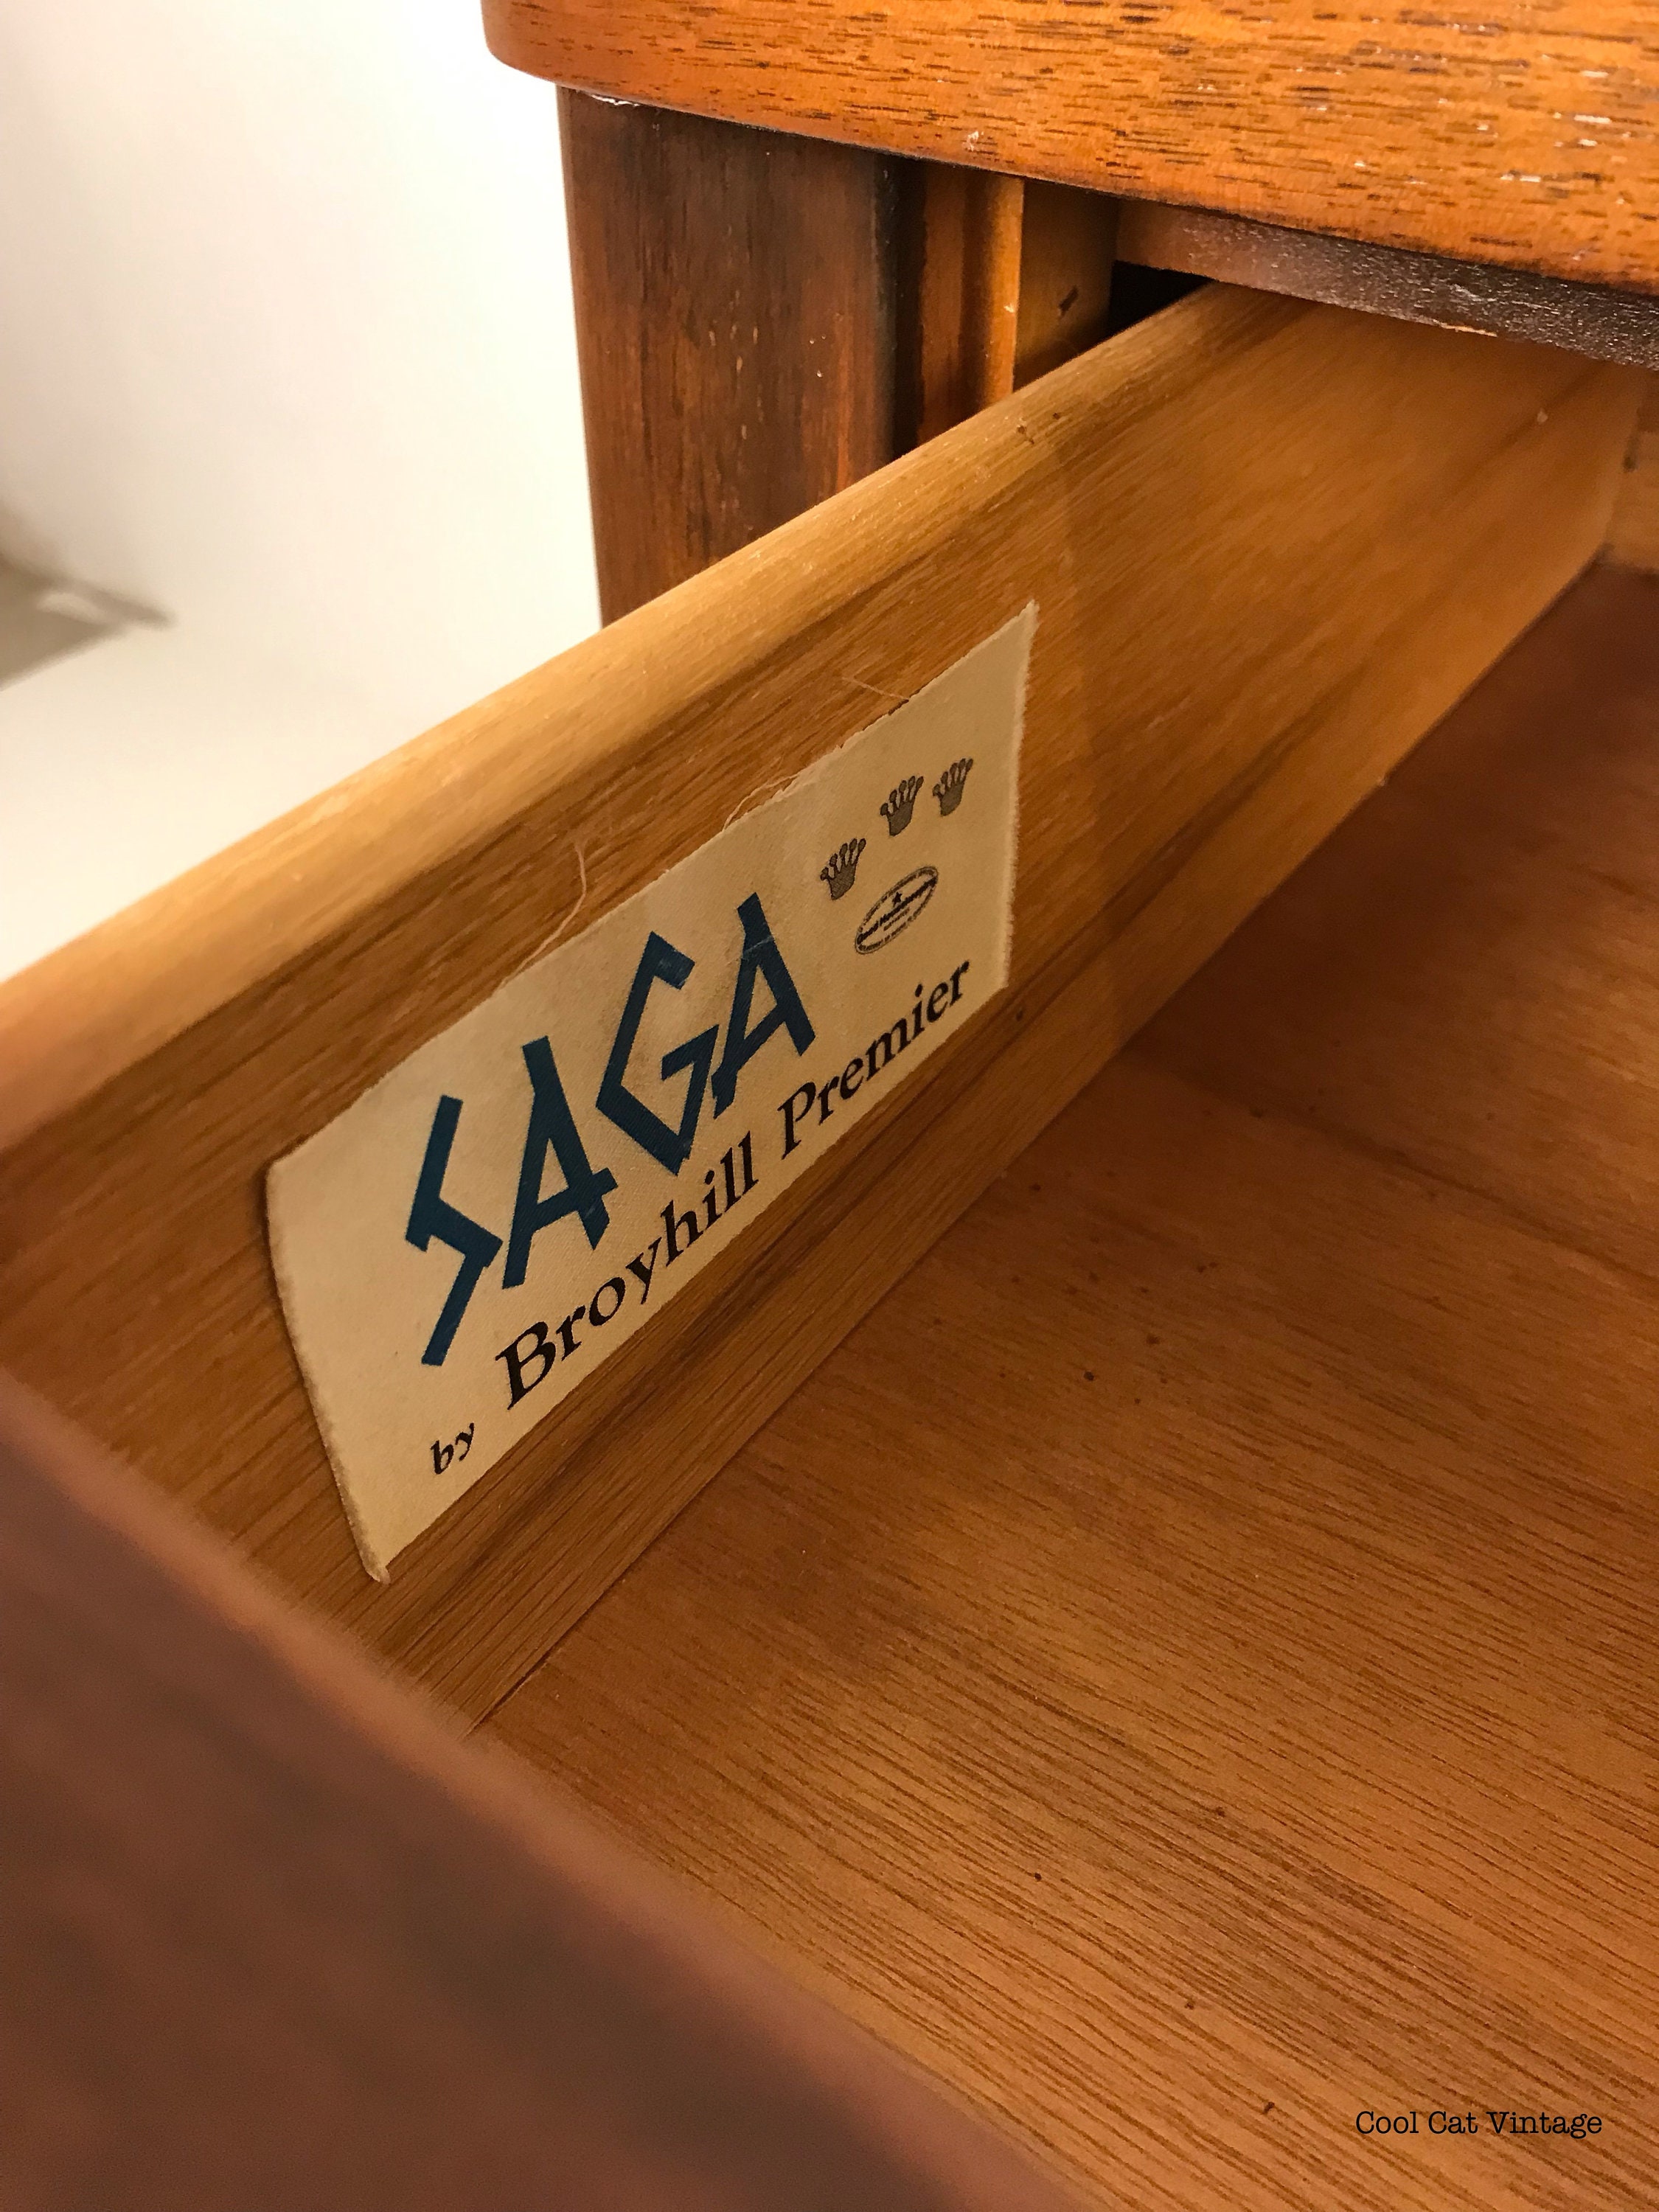 SAGA
by Broyhill Premier
Cool Cat Vintage